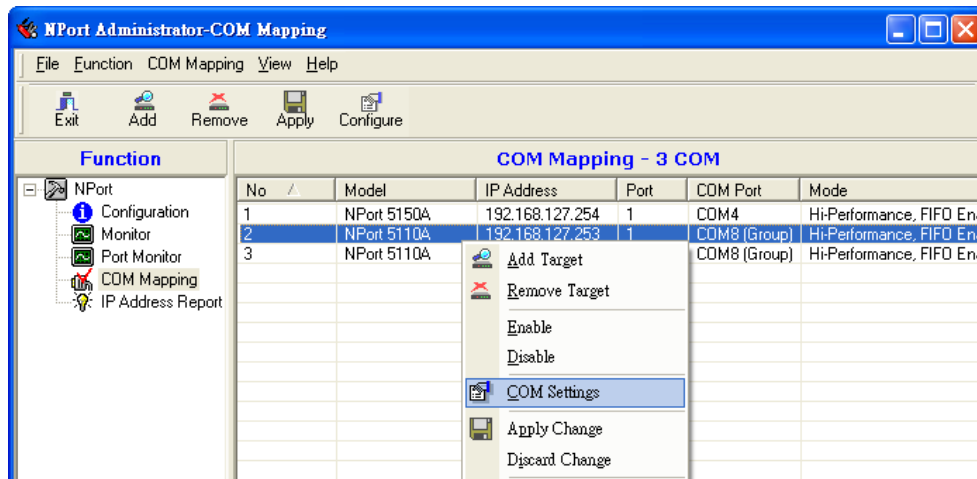 NPort Administrator-COM Mapping
File Function COM Mapping View Help
Exit Add Remove Apply Configure
Function
COM Mapping - 3 COM
NPort
Configuration
Monitor
Port Monitor
COM Mapping
IP Address Report
No Model IP Address Port COM Port Mode
1 NPort 5150A 192.168.127.254 1 COM4 Hi-Performance, FIFO En
2 NPort 5110A 192.168.127.253 1 COM8 (Group) Hi-Performance, FIFO En
3 NPort 5110A COM8 (Group) Hi-Performance, FIFO En
Add Target
Remove Target
Enable
Disable
COM Settings
Apply Change
Discard Change